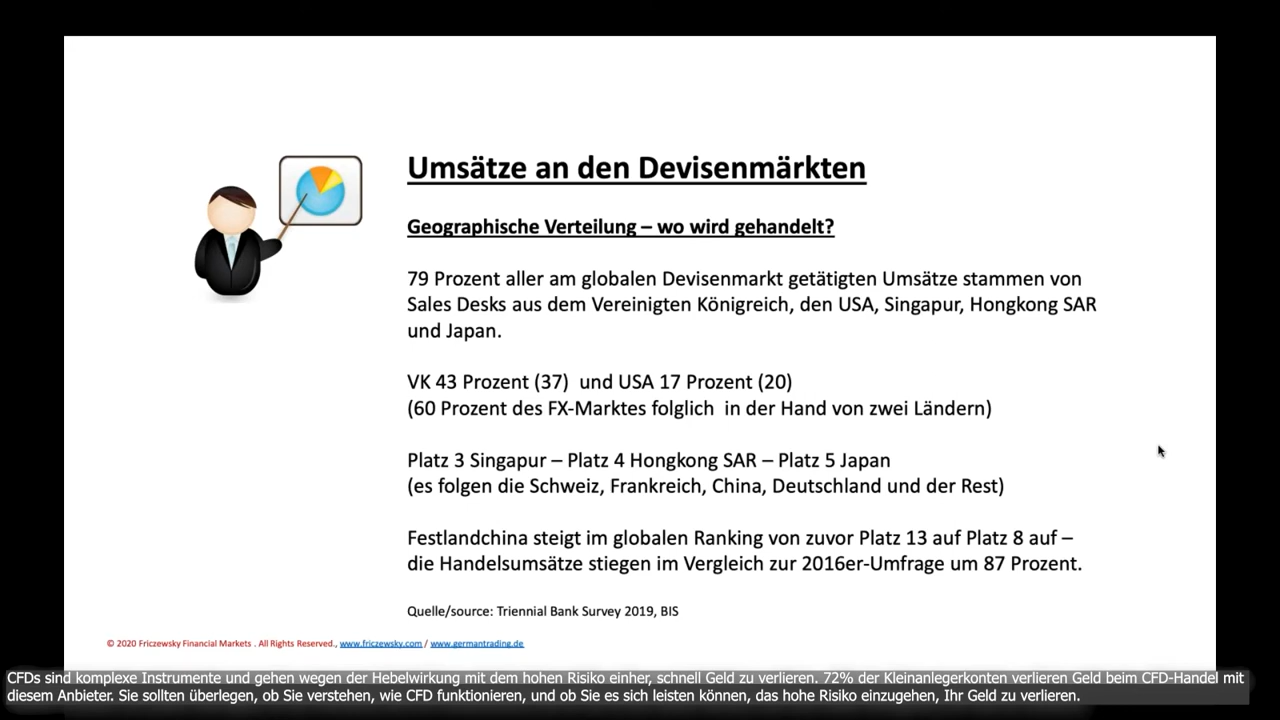 Umsätze an den Devisenmärkten
Geographische Verteilung – wo wird gehandelt?
79 Prozent aller am globalen Devisenmarkt getätigten Umsätze stammen von
Sales Desks aus dem Vereinigten Königreich, den USA, Singapur, Hongkong SAR
und Japan.
VK 43 Prozent (37)  und USA 17 Prozent (20)
(60 Prozent des FX-Marktes folglich  in der Hand von zwei Ländern)
Platz 3 Singapur – Platz 4 Hongkong SAR – Platz 5 Japan
(es folgen die Schweiz, Frankreich, China, Deutschland und der Rest)
Festlandchina steigt im globalen Ranking von zuvor Platz 13 auf Platz 8 auf –
die Handelsumsätze stiegen im Vergleich zur 2016er-Umfrage um 87 Prozent.
Quelle/source: Triennial Bank Survey 2019, BIS
© 2020 Friczewsky Financial Markets . All Rights Reserved., www.friczewsky.com / www.germantrading.de
CFDs sind komplexe Instrumente und gehen wegen der Hebelwirkung mit dem hohen Risiko einher, schnell Geld zu verlieren. 72% der Kleinanlegerkonten verlieren Geld beim CFD-Handel mit
diesem Anbieter. Sie sollten überlegen, ob Sie verstehen, wie CFD funktionieren, und ob Sie es sich leisten können, das hohe Risiko einzugehen, Ihr Geld zu verlieren.